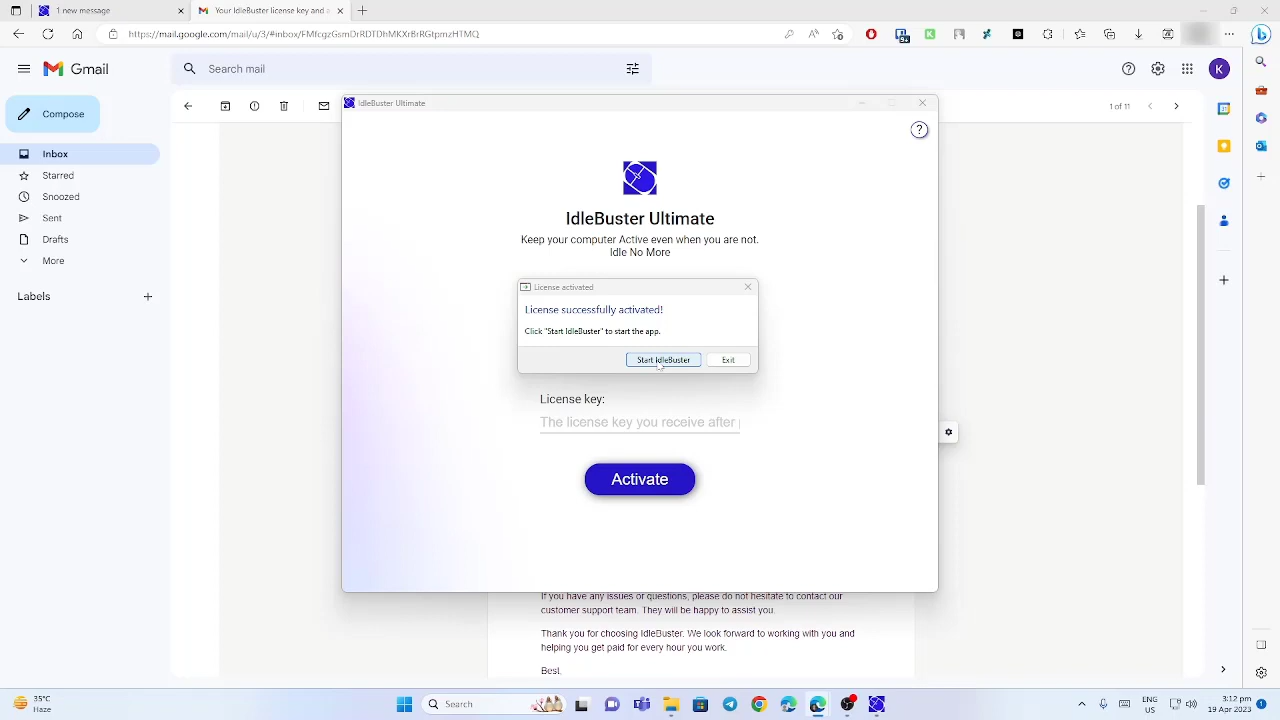 1 new message
Your IdleBuster license key and a
https://mail.google.com/mail/u/3/#inbox/FMfcgzGsmDrRDTDhMKXrBrRGtpmzHTMQ
Gmail
Search mail
K
Compose
1 of 11
Inbox
Starred
Snoozed
Sent
Drafts
More
Labels
IdleBuster Ultimate
?
IdleBuster Ultimate
Keep your computer Active even when you are not.
Idle No More
License activated
License successfully activated!
Click "Start IdleBuster" to start the app.
Start IdleBuster
Exit
License key:
The license key you receive after
Activate
If you have any issues or questions, please do not hesitate to contact our
customer support team. They will be happy to assist you.
Thank you for choosing IdleBuster. We look forward to working with you and
helping you get paid for every hour you work.
Best,
35°C
Haze
Search
ENG
US
3:12 pm
19 Apr 2023